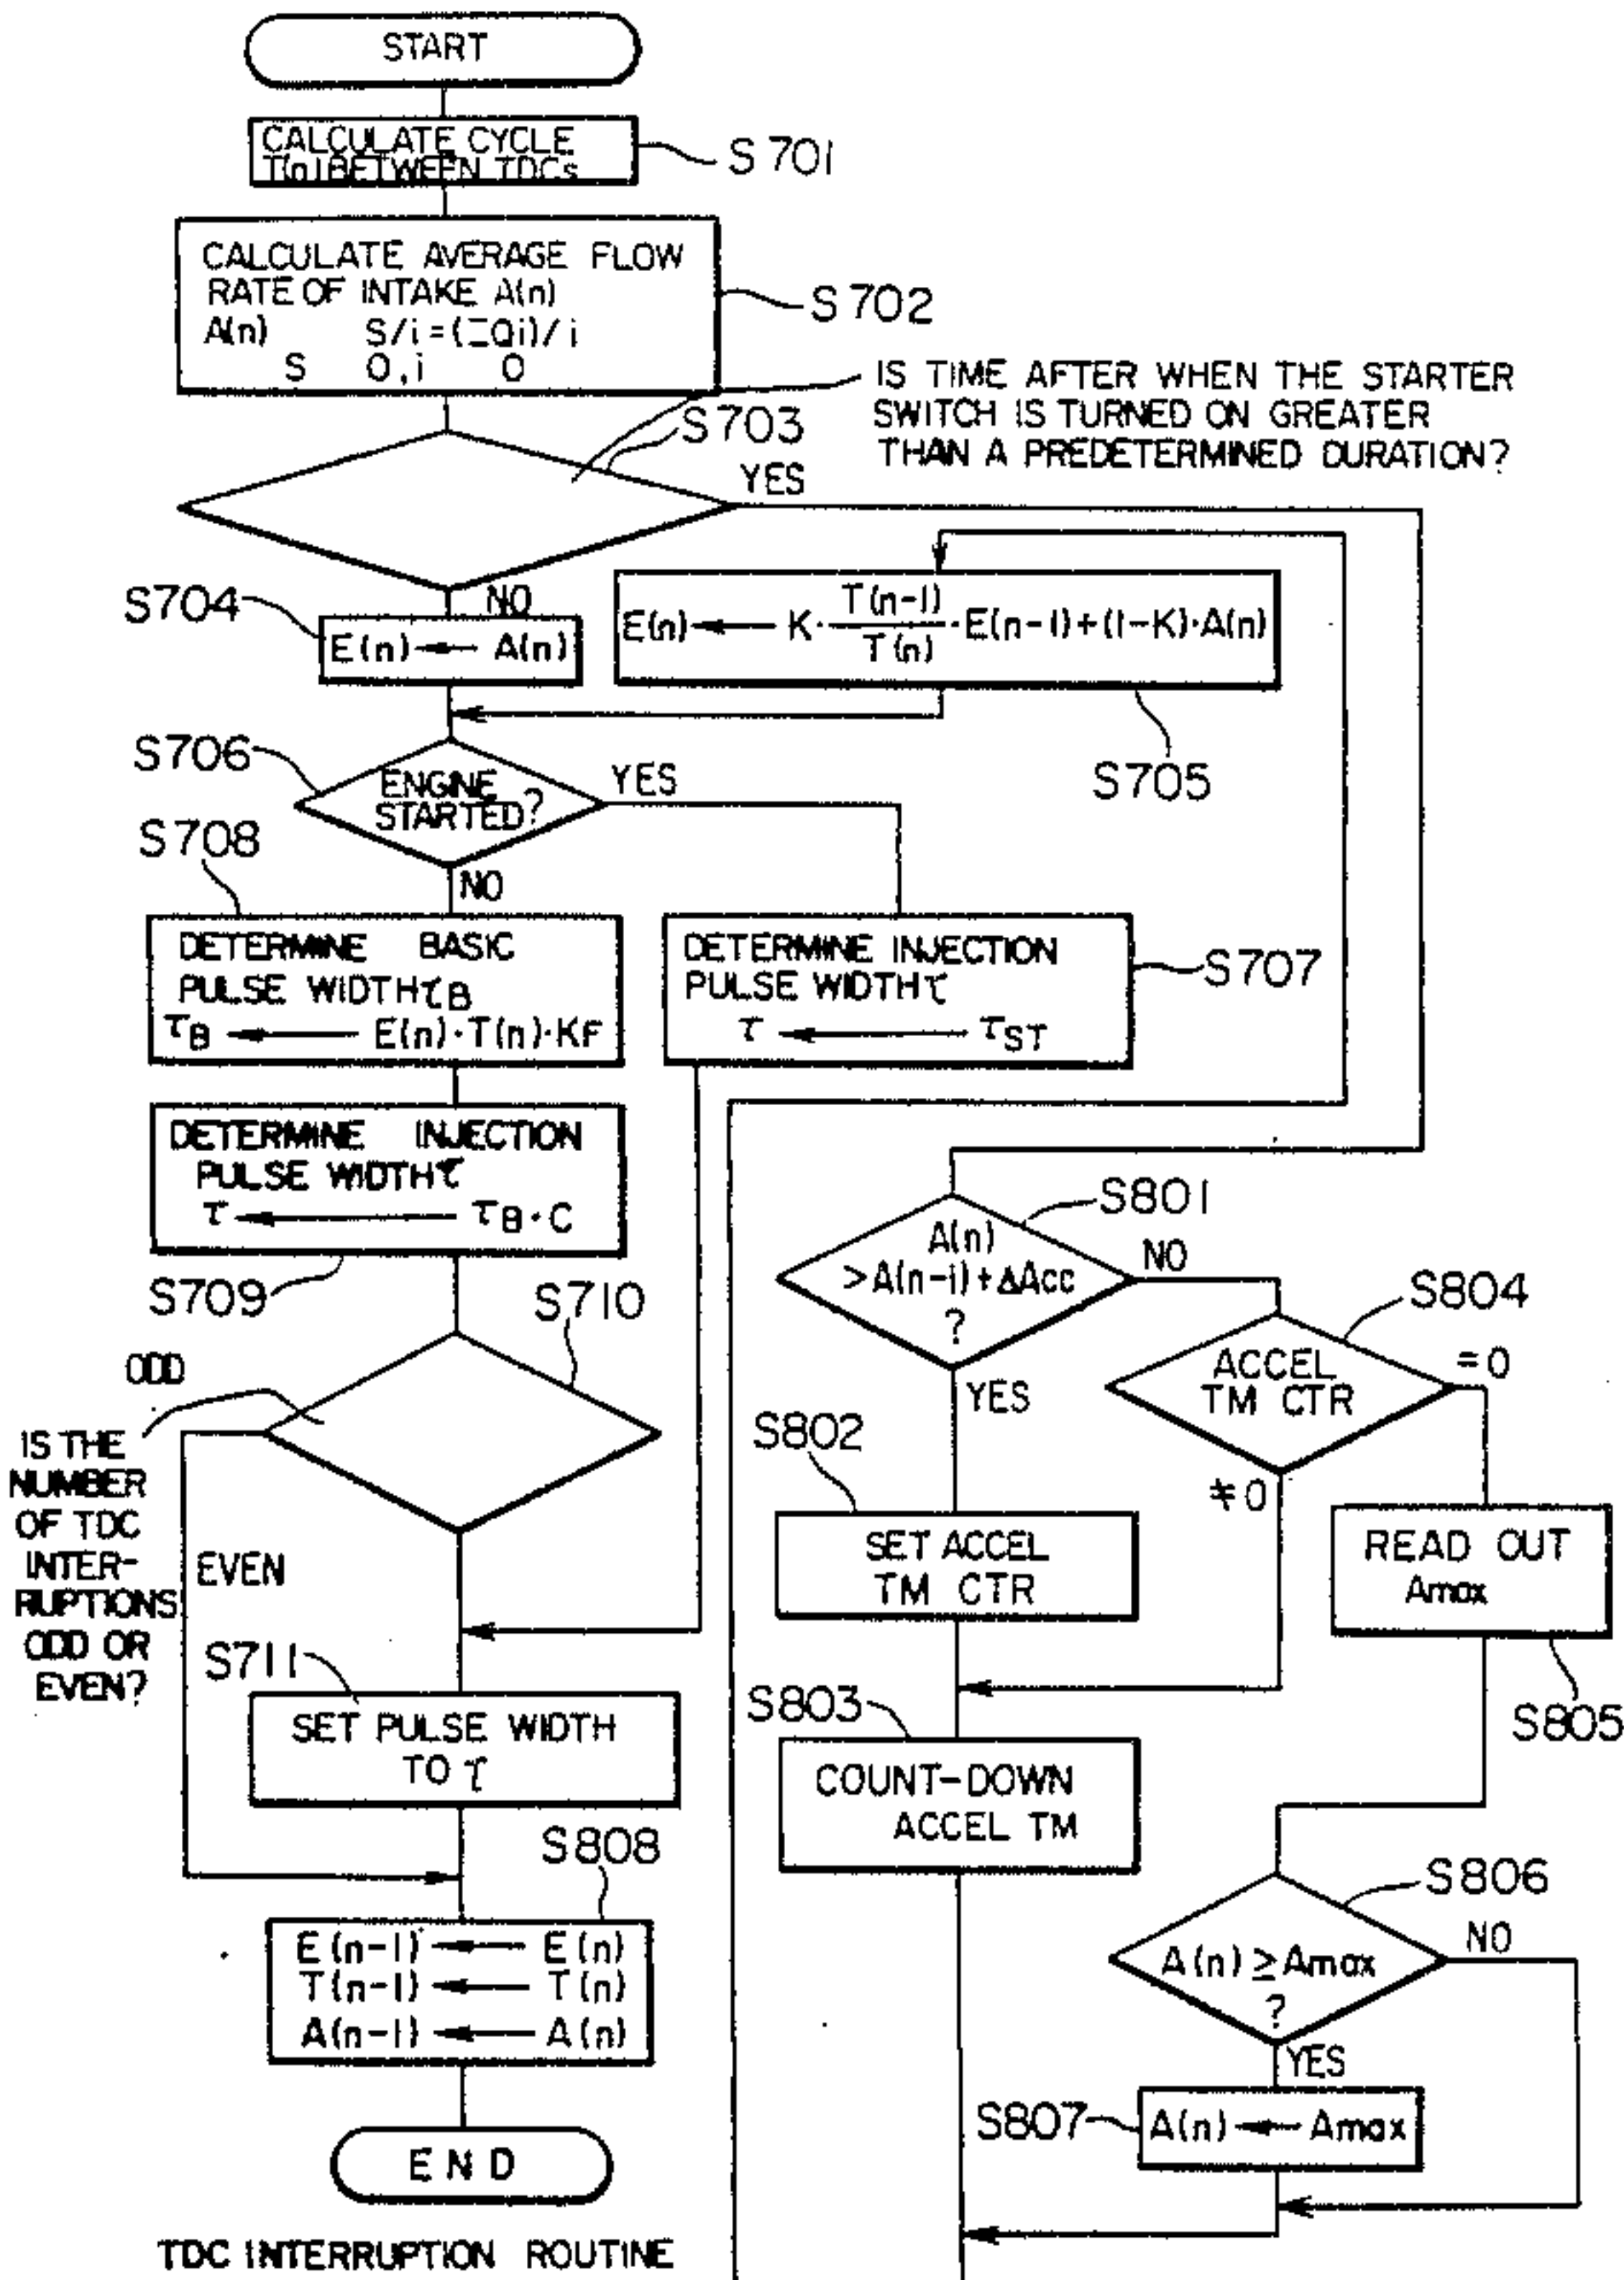 START
CALCULATE CYCLE
T(n) BETWEEN TDCs
S701
CALCULATE AVERAGE FLOW
RATE OF INTAKE A(n)
A(n) S/i=(ΣQi)/i
S 0,i 0
S702
IS TIME AFTER WHEN THE STARTER
SWITCH IS TURNED ON GREATER
THAN A PREDETERMINED DURATION?
S703
YES
NO
S704
E(n) ← A(n)
E(n) ← K · T(n-1)/T(n) · E(n-1)+(1-K)·A(n)
S705
S706
ENGINE
STARTED?
YES
NO
S708
DETERMINE BASIC
PULSE WIDTH τB
τB ← E(n)·T(n)·KF
DETERMINE INJECTION
PULSE WIDTH τ
τ ← τST
S707
DETERMINE INJECTION
PULSE WIDTH τ
τ ← τB·C
S709
S710
ODD
IS THE
NUMBER
OF TDC
INTER-
RUPTIONS
ODD OR
EVEN?
EVEN
S711
SET PULSE WIDTH
TO τ
S808
E(n-1) ← E(n)
T(n-1) ← T(n)
A(n-1) ← A(n)
END
TDC INTERRUPTION ROUTINE
S801
A(n)
>A(n-i)+ΔAcc
?
NO
YES
S802
SET ACCEL
TM CTR
S804
ACCEL
TM CTR
=0
≠0
READ OUT
Amax
S805
S803
COUNT-DOWN
ACCEL TM
S806
A(n) ≥ Amax
?
NO
YES
S807
A(n) ← Amax